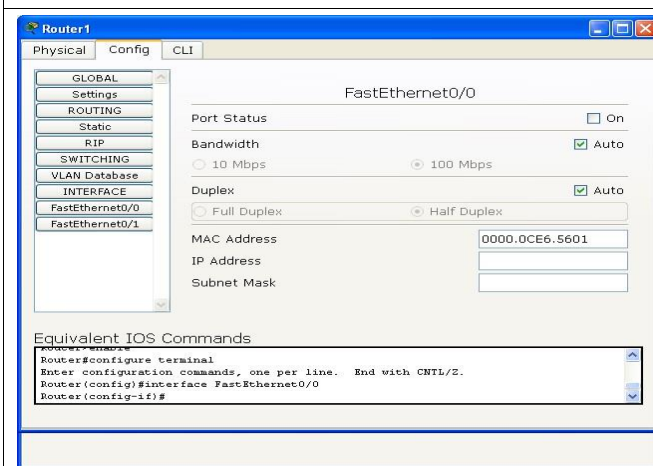 Router1
Physical Config CLI
GLOBAL
Settings
ROUTING
Static
RIP
SWITCHING
VLAN Database
INTERFACE
FastEthernet0/0
FastEthernet0/1
FastEthernet0/0
Port Status On
Bandwidth Auto
10 Mbps 100 Mbps
Duplex Auto
Full Duplex Half Duplex
MAC Address 0000.0CE6.5601
IP Address
Subnet Mask
Equivalent IOS Commands
Router>enable
Router#configure terminal
Enter configuration commands, one per line. End with CNTL/Z.
Router(config)#interface FastEthernet0/0
Router(config-if)#